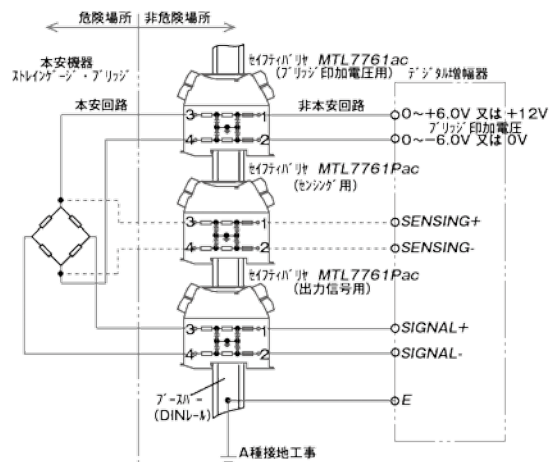 危険場所
非危険場所
本安機器
ストレインゲージ・ブリッジ
セイフティバリヤ MTL7761ac
(ブリッジ印加電圧用)
デジタル増幅器
本安回路
非本安回路
3
1
4
2
0～+6.0V 又は +12V
ブリッジ印加電圧
0～-6.0V 又は 0V
セイフティバリヤ MTL7761Pac
(センシング用)
3
1
4
2
SENSING+
SENSING-
セイフティバリヤ MTL7761Pac
(出力信号用)
3
1
4
2
SIGNAL+
SIGNAL-
ブースバー
(DINレール)
E
A種接地工事